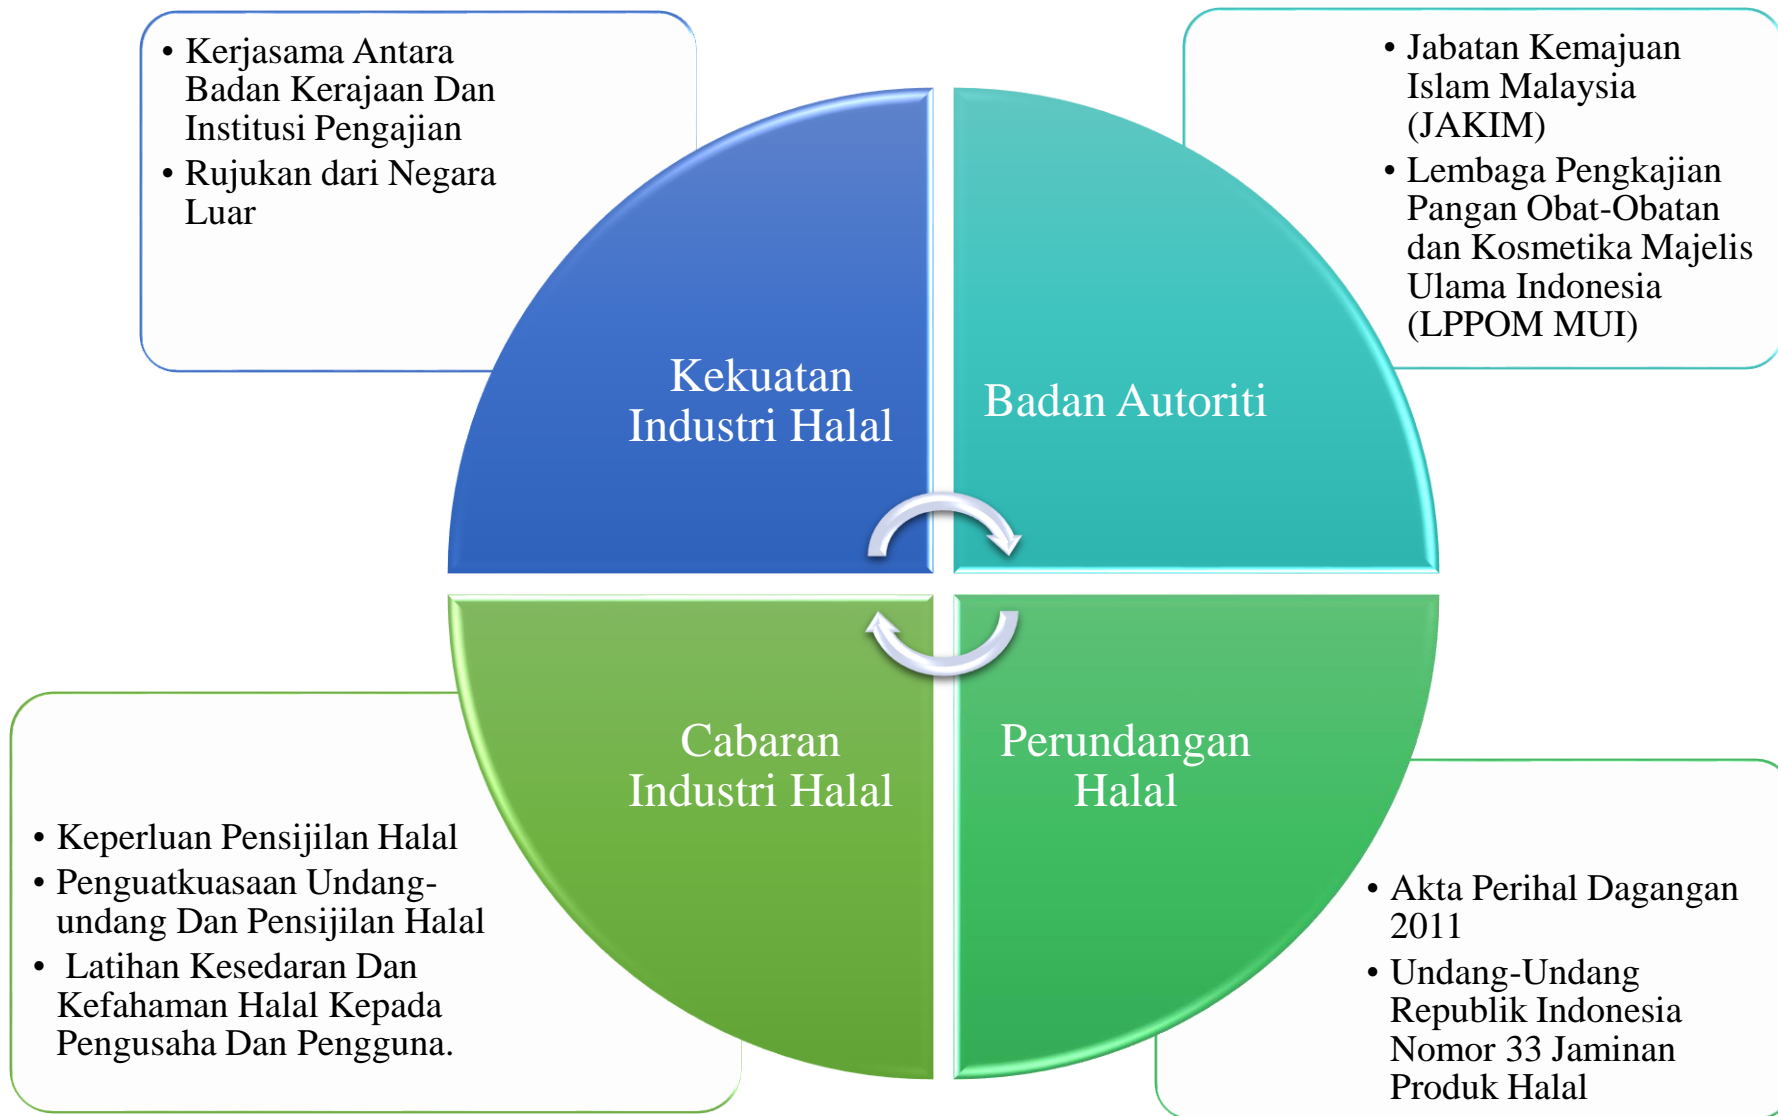 • Kerjasama Antara
Badan Kerajaan Dan
Institusi Pengajian
• Rujukan dari Negara
Luar
• Jabatan Kemajuan
Islam Malaysia
(JAKIM)
• Lembaga Pengkajian
Pangan Obat-Obatan
dan Kosmetika Majelis
Ulama Indonesia
(LPPOM MUI)
Kekuatan
Industri Halal
Badan Autoriti
Cabaran
Industri Halal
Perundangan
Halal
• Keperluan Pensijilan Halal
• Penguatkuasaan Undang-
undang Dan Pensijilan Halal
• Latihan Kesedaran Dan
Kefahaman Halal Kepada
Pengusaha Dan Pengguna.
• Akta Perihal Dagangan
2011
• Undang-Undang
Republik Indonesia
Nomor 33 Jaminan
Produk Halal